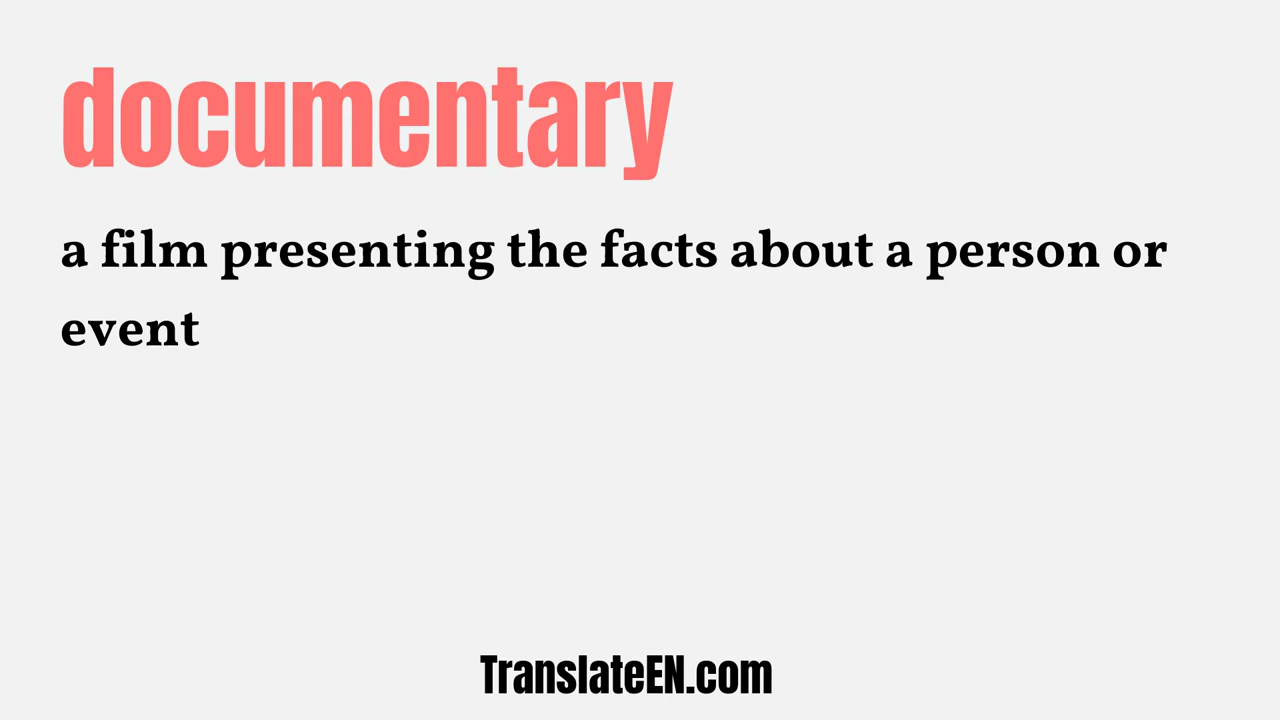 documentary
a film presenting the facts about a person or
event
TranslateEN.com